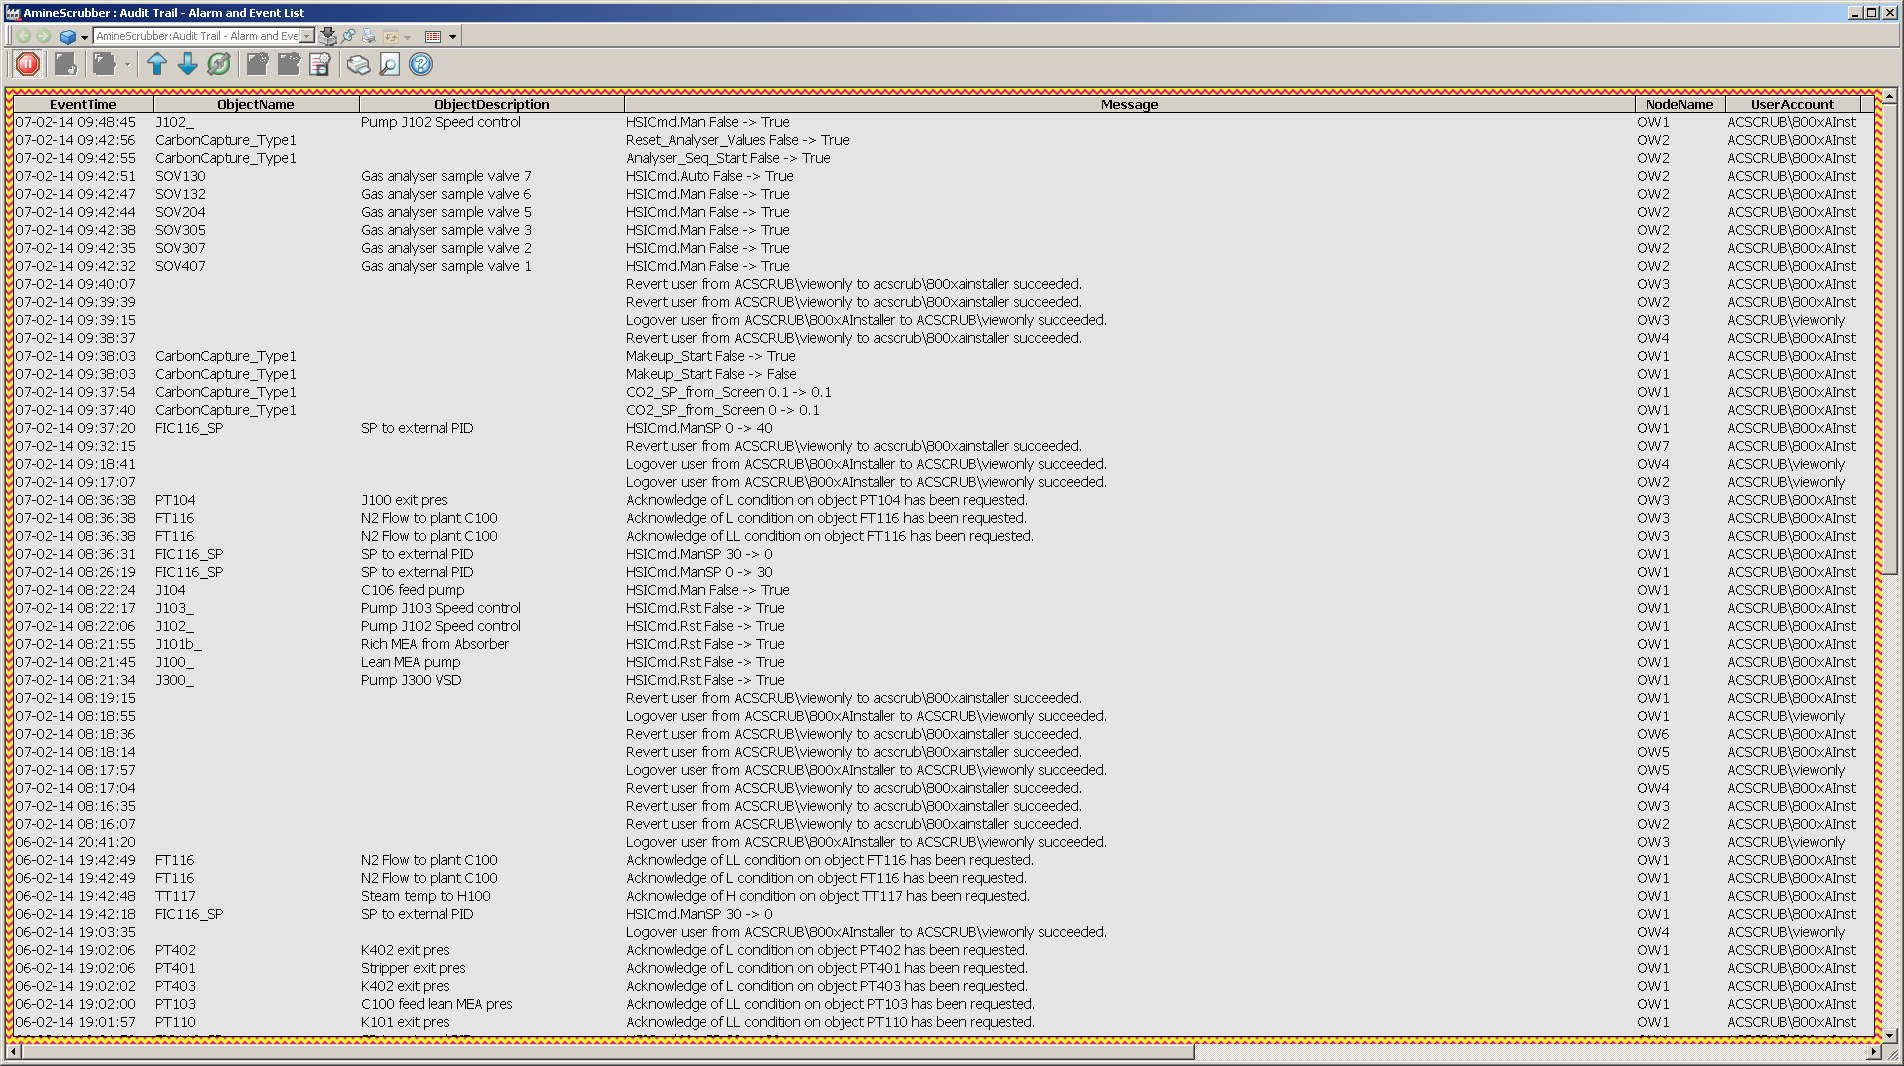 AmineScrubber : Audit Trail - Alarm and Event List
AmineScrubber:Audit Trail - Alarm and Eve
EventTime ObjectName ObjectDescription Message NodeName UserAccount
07-02-14 09:48:45 J102_ Pump J102 Speed control HSICmd.Man False -> True OW1 ACSCRUB\800xAInst
07-02-14 09:42:56 CarbonCapture_Type1 Reset_Analyser_Values False -> True OW2 ACSCRUB\800xAInst
07-02-14 09:42:55 CarbonCapture_Type1 Analyser_Seq_Start False -> True OW2 ACSCRUB\800xAInst
07-02-14 09:42:51 SOV130 Gas analyser sample valve 7 HSICmd.Auto False -> True OW2 ACSCRUB\800xAInst
07-02-14 09:42:47 SOV132 Gas analyser sample valve 6 HSICmd.Man False -> True OW2 ACSCRUB\800xAInst
07-02-14 09:42:44 SOV204 Gas analyser sample valve 5 HSICmd.Man False -> True OW2 ACSCRUB\800xAInst
07-02-14 09:42:38 SOV305 Gas analyser sample valve 3 HSICmd.Man False -> True OW2 ACSCRUB\800xAInst
07-02-14 09:42:35 SOV307 Gas analyser sample valve 2 HSICmd.Man False -> True OW2 ACSCRUB\800xAInst
07-02-14 09:42:32 SOV407 Gas analyser sample valve 1 HSICmd.Man False -> True OW2 ACSCRUB\800xAInst
07-02-14 09:40:07 Revert user from ACSCRUB\viewonly to acscrub\800xainstaller succeeded. OW3 ACSCRUB\800xAInst
07-02-14 09:39:39 Revert user from ACSCRUB\viewonly to acscrub\800xainstaller succeeded. OW2 ACSCRUB\800xAInst
07-02-14 09:39:15 Logover user from ACSCRUB\800xAInstaller to ACSCRUB\viewonly succeeded. OW3 ACSCRUB\viewonly
07-02-14 09:38:37 Revert user from ACSCRUB\viewonly to acscrub\800xainstaller succeeded. OW4 ACSCRUB\800xAInst
07-02-14 09:38:03 CarbonCapture_Type1 Makeup_Start False -> True OW1 ACSCRUB\800xAInst
07-02-14 09:38:03 CarbonCapture_Type1 Makeup_Start False -> False OW1 ACSCRUB\800xAInst
07-02-14 09:37:54 CarbonCapture_Type1 CO2_SP_from_Screen 0.1 -> 0.1 OW1 ACSCRUB\800xAInst
07-02-14 09:37:40 CarbonCapture_Type1 CO2_SP_from_Screen 0 -> 0.1 OW1 ACSCRUB\800xAInst
07-02-14 09:37:20 FIC116_SP SP to external PID HSICmd.ManSP 0 -> 40 OW1 ACSCRUB\800xAInst
07-02-14 09:32:15 Revert user from ACSCRUB\viewonly to acscrub\800xainstaller succeeded. OW7 ACSCRUB\800xAInst
07-02-14 09:18:41 Logover user from ACSCRUB\800xAInstaller to ACSCRUB\viewonly succeeded. OW4 ACSCRUB\viewonly
07-02-14 09:17:07 Logover user from ACSCRUB\800xAInstaller to ACSCRUB\viewonly succeeded. OW2 ACSCRUB\viewonly
07-02-14 08:36:38 PT104 J100 exit pres Acknowledge of L condition on object PT104 has been requested. OW3 ACSCRUB\800xAInst
07-02-14 08:36:38 FT116 N2 Flow to plant C100 Acknowledge of L condition on object FT116 has been requested. OW3 ACSCRUB\800xAInst
07-02-14 08:36:38 FT116 N2 Flow to plant C100 Acknowledge of LL condition on object FT116 has been requested. OW3 ACSCRUB\800xAInst
07-02-14 08:36:31 FIC116_SP SP to external PID HSICmd.ManSP 30 -> 0 OW1 ACSCRUB\800xAInst
07-02-14 08:26:19 FIC116_SP SP to external PID HSICmd.ManSP 0 -> 30 OW1 ACSCRUB\800xAInst
07-02-14 08:22:24 J104 C106 feed pump HSICmd.Man False -> True OW1 ACSCRUB\800xAInst
07-02-14 08:22:17 J103_ Pump J103 Speed control HSICmd.Rst False -> True OW1 ACSCRUB\800xAInst
07-02-14 08:22:06 J102_ Pump J102 Speed control HSICmd.Rst False -> True OW1 ACSCRUB\800xAInst
07-02-14 08:21:55 J101b_ Rich MEA from Absorber HSICmd.Rst False -> True OW1 ACSCRUB\800xAInst
07-02-14 08:21:45 J100_ Lean MEA pump HSICmd.Rst False -> True OW1 ACSCRUB\800xAInst
07-02-14 08:21:34 J300_ Pump J300 VSD HSICmd.Rst False -> True OW1 ACSCRUB\800xAInst
07-02-14 08:19:15 Revert user from ACSCRUB\viewonly to acscrub\800xainstaller succeeded. OW1 ACSCRUB\800xAInst
07-02-14 08:18:55 Logover user from ACSCRUB\800xAInstaller to ACSCRUB\viewonly succeeded. OW1 ACSCRUB\viewonly
07-02-14 08:18:36 Revert user from ACSCRUB\viewonly to acscrub\800xainstaller succeeded. OW6 ACSCRUB\800xAInst
07-02-14 08:18:14 Revert user from ACSCRUB\viewonly to acscrub\800xainstaller succeeded. OW5 ACSCRUB\800xAInst
07-02-14 08:17:57 Logover user from ACSCRUB\800xAInstaller to ACSCRUB\viewonly succeeded. OW5 ACSCRUB\viewonly
07-02-14 08:17:04 Revert user from ACSCRUB\viewonly to acscrub\800xainstaller succeeded. OW4 ACSCRUB\800xAInst
07-02-14 08:16:35 Revert user from ACSCRUB\viewonly to acscrub\800xainstaller succeeded. OW3 ACSCRUB\800xAInst
07-02-14 08:16:07 Revert user from ACSCRUB\viewonly to acscrub\800xainstaller succeeded. OW2 ACSCRUB\800xAInst
06-02-14 20:41:20 Logover user from ACSCRUB\800xAInstaller to ACSCRUB\viewonly succeeded. OW3 ACSCRUB\viewonly
06-02-14 19:42:49 FT116 N2 Flow to plant C100 Acknowledge of LL condition on object FT116 has been requested. OW1 ACSCRUB\800xAInst
06-02-14 19:42:49 FT116 N2 Flow to plant C100 Acknowledge of L condition on object FT116 has been requested. OW1 ACSCRUB\800xAInst
06-02-14 19:42:48 TT117 Steam temp to H100 Acknowledge of H condition on object TT117 has been requested. OW1 ACSCRUB\800xAInst
06-02-14 19:42:18 FIC116_SP SP to external PID HSICmd.ManSP 30 -> 0 OW1 ACSCRUB\800xAInst
06-02-14 19:03:35 Logover user from ACSCRUB\800xAInstaller to ACSCRUB\viewonly succeeded. OW4 ACSCRUB\viewonly
06-02-14 19:02:06 PT402 K402 exit pres Acknowledge of L condition on object PT402 has been requested. OW1 ACSCRUB\800xAInst
06-02-14 19:02:06 PT401 Stripper exit pres Acknowledge of L condition on object PT401 has been requested. OW1 ACSCRUB\800xAInst
06-02-14 19:02:02 PT403 K402 exit pres Acknowledge of L condition on object PT403 has been requested. OW1 ACSCRUB\800xAInst
06-02-14 19:02:00 PT103 C100 feed lean MEA pres Acknowledge of LL condition on object PT103 has been requested. OW1 ACSCRUB\800xAInst
06-02-14 19:01:57 PT110 K101 exit pres Acknowledge of LL condition on object PT110 has been requested. OW1 ACSCRUB\800xAInst